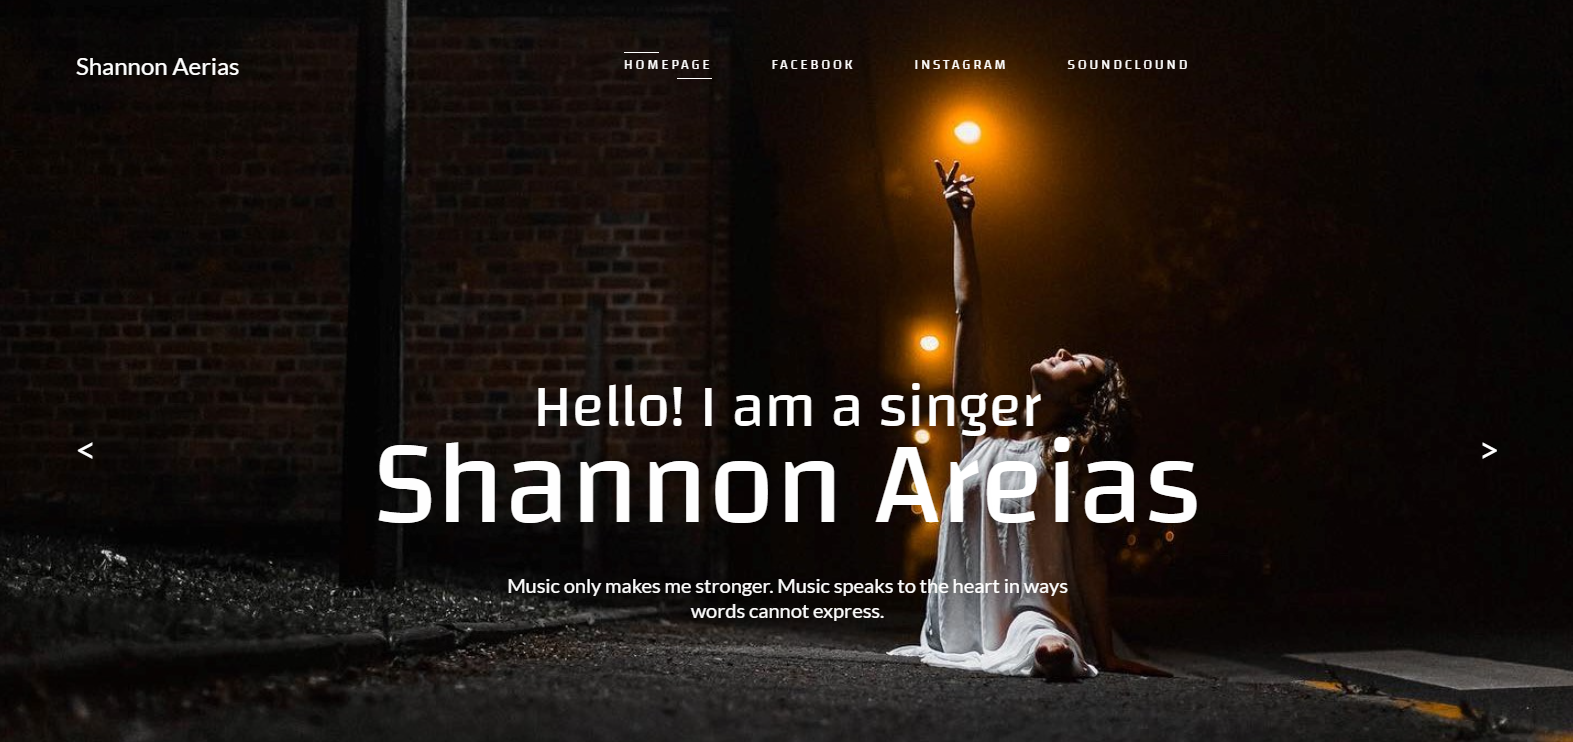 Shannon Aerias
HOMEPAGE FACEBOOK INSTAGRAM SOUNDCLOUND
Hello! I am a singer
< Shannon Areias >
Music only makes me stronger. Music speaks to the heart in ways
words cannot express.